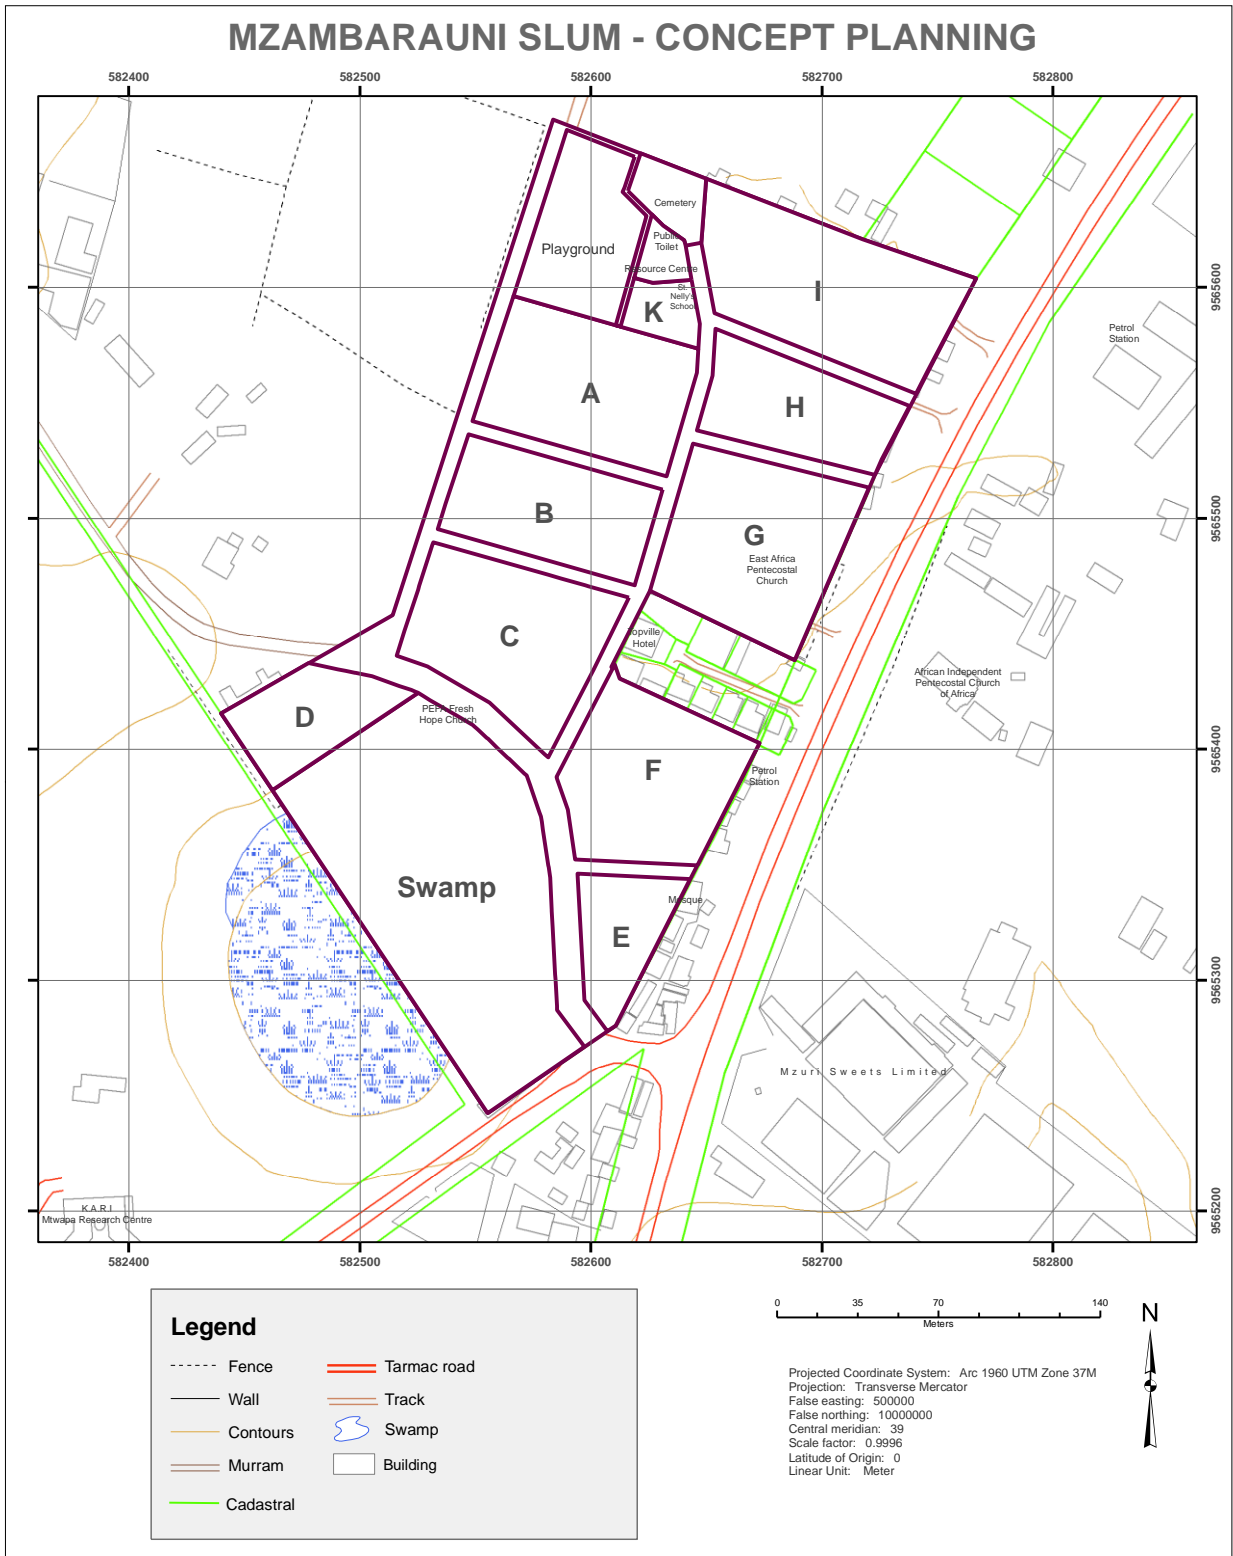 MZAMBARAUNI SLUM - CONCEPT PLANNING
582400
582500
582600
582700
582800
Cemetery
Public
Toilet
Playground
Resource Centre
St.
Nelly's
School
I
K
9565600
Petrol
Station
A
H
B
9565500
G
East Africa
Pentecostal
Church
C
Topville
Hotel
African Independent
Pentecostal Church
of Africa
D
PEFA Fresh
Hope Church
9565400
F
Petrol
Station
Swamp
Mosque
E
9565300
Mzuri Sweets Limited
KARI
Mtwapa Research Centre
9565200
582400
582500
582600
582700
582800
Legend
Fence
Wall
Contours
Murram
Cadastral
Tarmac road
Track
Swamp
Building
0 35 70 140
Meters
N
Projected Coordinate System: Arc 1960 UTM Zone 37M
Projection: Transverse Mercator
False easting: 500000
False northing: 10000000
Central meridian: 39
Scale factor: 0.9996
Latitude of Origin: 0
Linear Unit: Meter